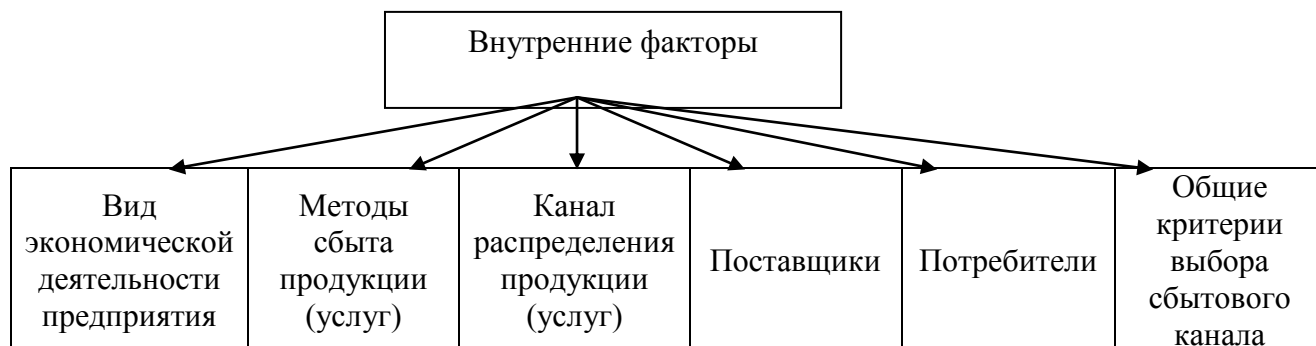 Внутренние факторы
Вид
экономической
деятельности
предприятия
Методы
сбыта
продукции
(услуг)
Канал
распределения
продукции
(услуг)
Поставщики
Потребители
Общие
критерии
выбора
сбытового
канала